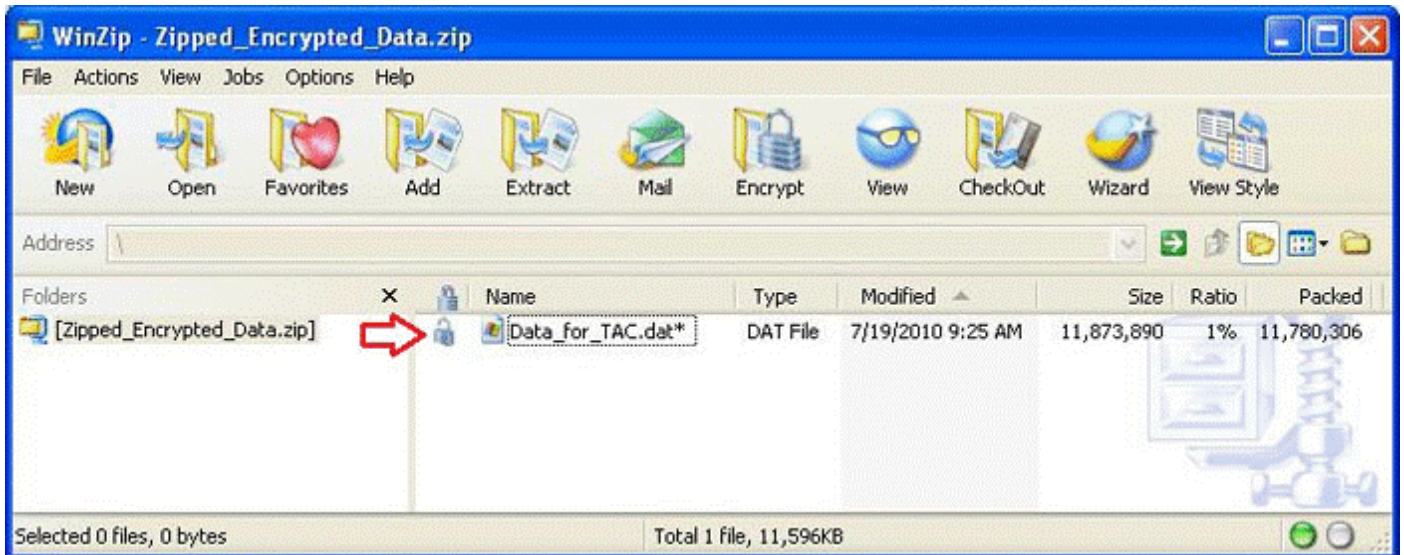 WinZip - Zipped_Encrypted_Data.zip
File Actions View Jobs Options Help
New Open Favorites Add Extract Mail Encrypt View CheckOut Wizard View Style
Address \
Folders Name Type Modified Size Ratio Packed
[Zipped_Encrypted_Data.zip] Data_for_TAC.dat* DAT File 7/19/2010 9:25 AM 11,873,890 1% 11,780,306
Selected 0 files, 0 bytes Total 1 file, 11,596KB